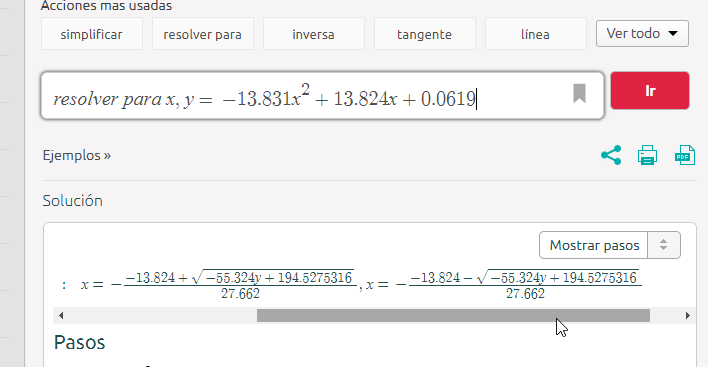 Acciones mas usadas
simplificar resolver para inversa tangente línea Ver todo
resolver para x, y = −13.831x² + 13.824x + 0.0619
Ir
Ejemplos »
PDF
Solución
Mostrar pasos
: x = −(−13.824 + √(−55.324y + 194.5275316))/27.662, x = −(−13.824 − √(−55.324y + 194.5275316))/27.662
Pasos